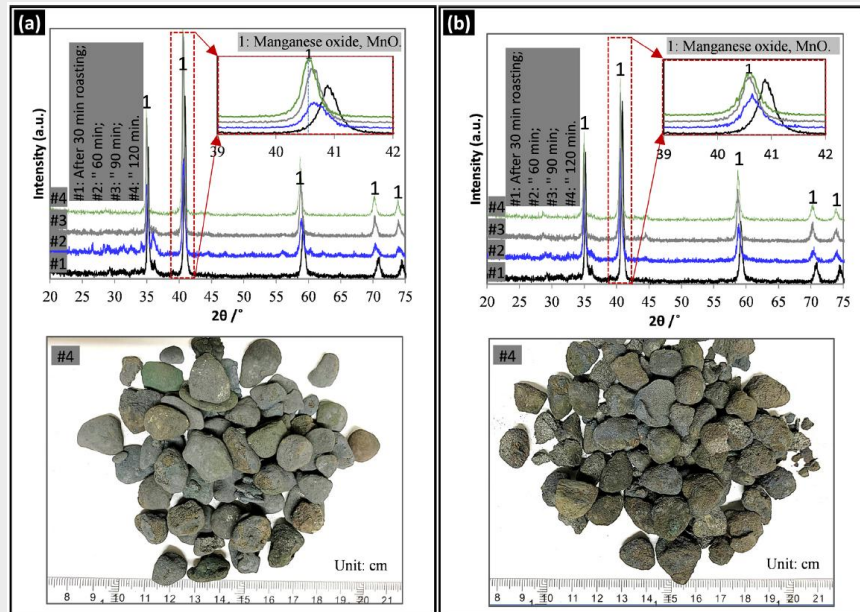 (a)
1: Manganese oxide, MnO.
#1: After 30 min roasting;
#2: " 60 min;
#3: " 90 min;
#4: " 120 min.
1
1
1
1
1
1
39
40
41
42
Intensity (a.u.)
#4
#3
#2
#1
20 25 30 35 40 45 50 55 60 65 70 75
2θ /°
#4
Unit: cm
8 9 10 11 12 13 14 15 16 17 18 19 20 21
(b)
1: Manganese oxide, MnO.
#1: After 30 min roasting;
#2: " 60 min;
#3: " 90 min;
#4: " 120 min.
1
1
1
1
1
1
39
40
41
42
Intensity (a.u.)
#4
#3
#2
#1
20 25 30 35 40 45 50 55 60 65 70 75
2θ /°
#4
Unit: cm
8 9 10 11 12 13 14 15 16 17 18 19 20 21